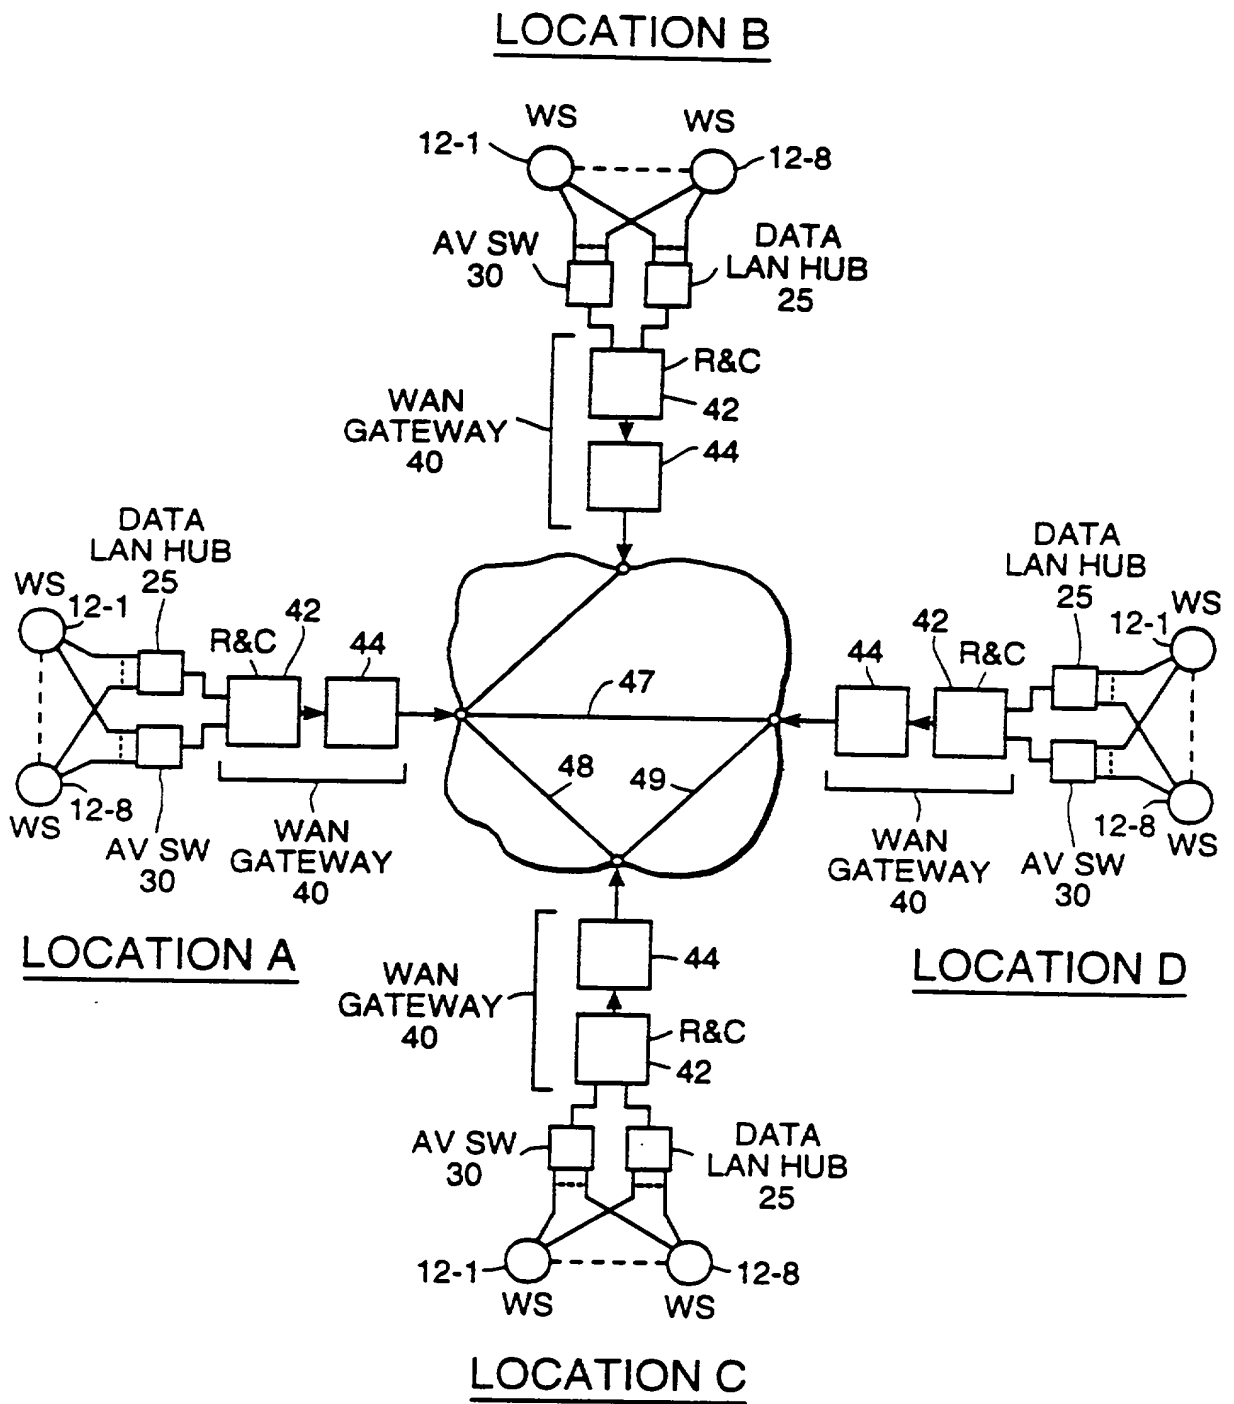 LOCATION B
WS
WS
12-1
12-8
AV SW
30
DATA
LAN HUB
25
R&C
42
WAN
GATEWAY
40
44
DATA
LAN HUB
25
WS
12-1
42
R&C
44
12-8
WS
AV SW
30
WAN
GATEWAY
40
LOCATION A
47
48
49
DATA
LAN HUB
25
WS
12-1
42
R&C
44
12-8
WS
WAN
GATEWAY
40
AV SW
30
LOCATION D
WAN
GATEWAY
40
44
R&C
42
AV SW
30
DATA
LAN HUB
25
12-1
12-8
WS
WS
LOCATION C